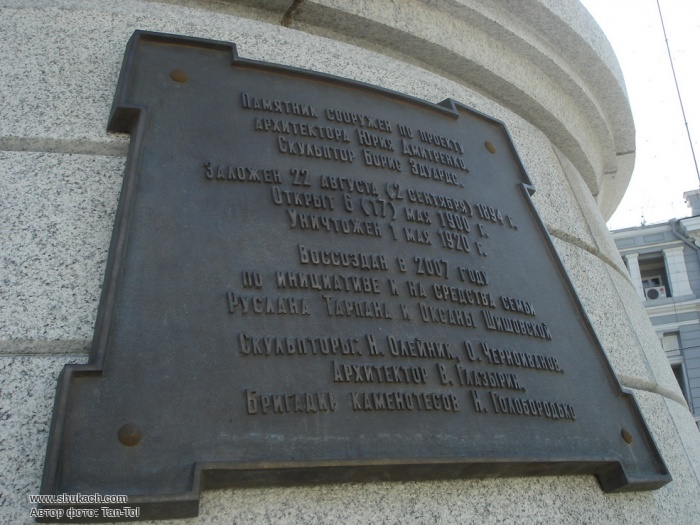 Памятник сооружен по проекту
архитектора Юрия Дмитренко.
Скульптор Борис Эдуардс.
Заложен 22 августа (2 сентября) 1894 г.
Открыт 6 (17) мая 1900 г.
Уничтожен 1 мая 1920 г.
Воссоздан в 2007 году
по инициативе и на средства семьи
Руслана Тарпана и Оксаны Шишовской
Скульпторы: Н. Олейник, О. Черноиванов.
Архитектор В. Глазырин.
Бригадир каменотесов Н. Голобородько
www.shukach.com
Автор фото: Tan-Tol